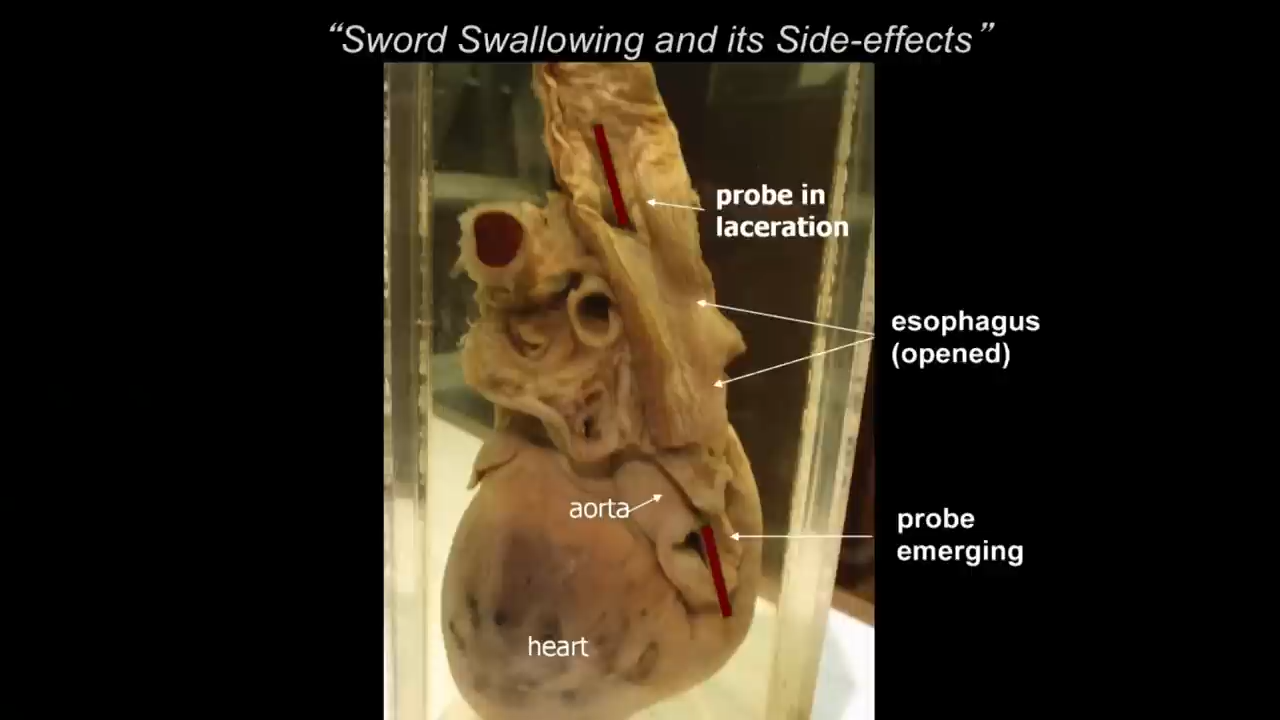 “Sword Swallowing and its Side-effects”
probe in
laceration
esophagus
(opened)
aorta
probe
emerging
heart